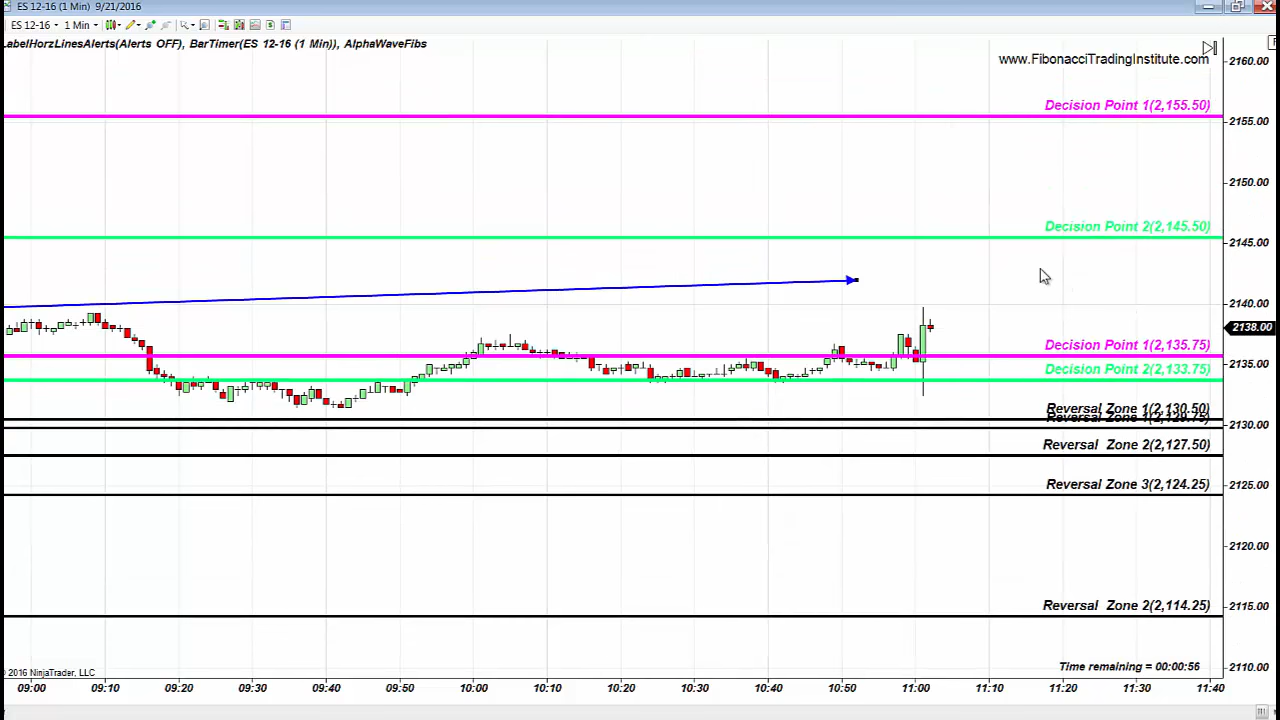 ES 12-16 (1 Min) 9/21/2016
ES 12-16 1 Min
LabelHorzLinesAlerts(Alerts OFF), BarTimer(ES 12-16 (1 Min)), AlphaWaveFibs
www.FibonacciTradingInstitute.com
2160.00
Decision Point 1(2,155.50)
2155.00
2150.00
Decision Point 2(2,145.50)
2145.00
2140.00
2138.00
Decision Point 1(2,135.75)
2135.00
Decision Point 2(2,133.75)
Reversal Zone 1(2,130.50)
Reversal Zone 1(2,129.75)
2130.00
Reversal Zone 2(2,127.50)
Reversal Zone 3(2,124.25)
2125.00
2120.00
Reversal Zone 2(2,114.25)
2115.00
Time remaining = 00:00:56
2110.00
© 2016 NinjaTrader, LLC
09:00 09:10 09:20 09:30 09:40 09:50 10:00 10:10 10:20 10:30 10:40 10:50 11:00 11:10 11:20 11:30 11:40